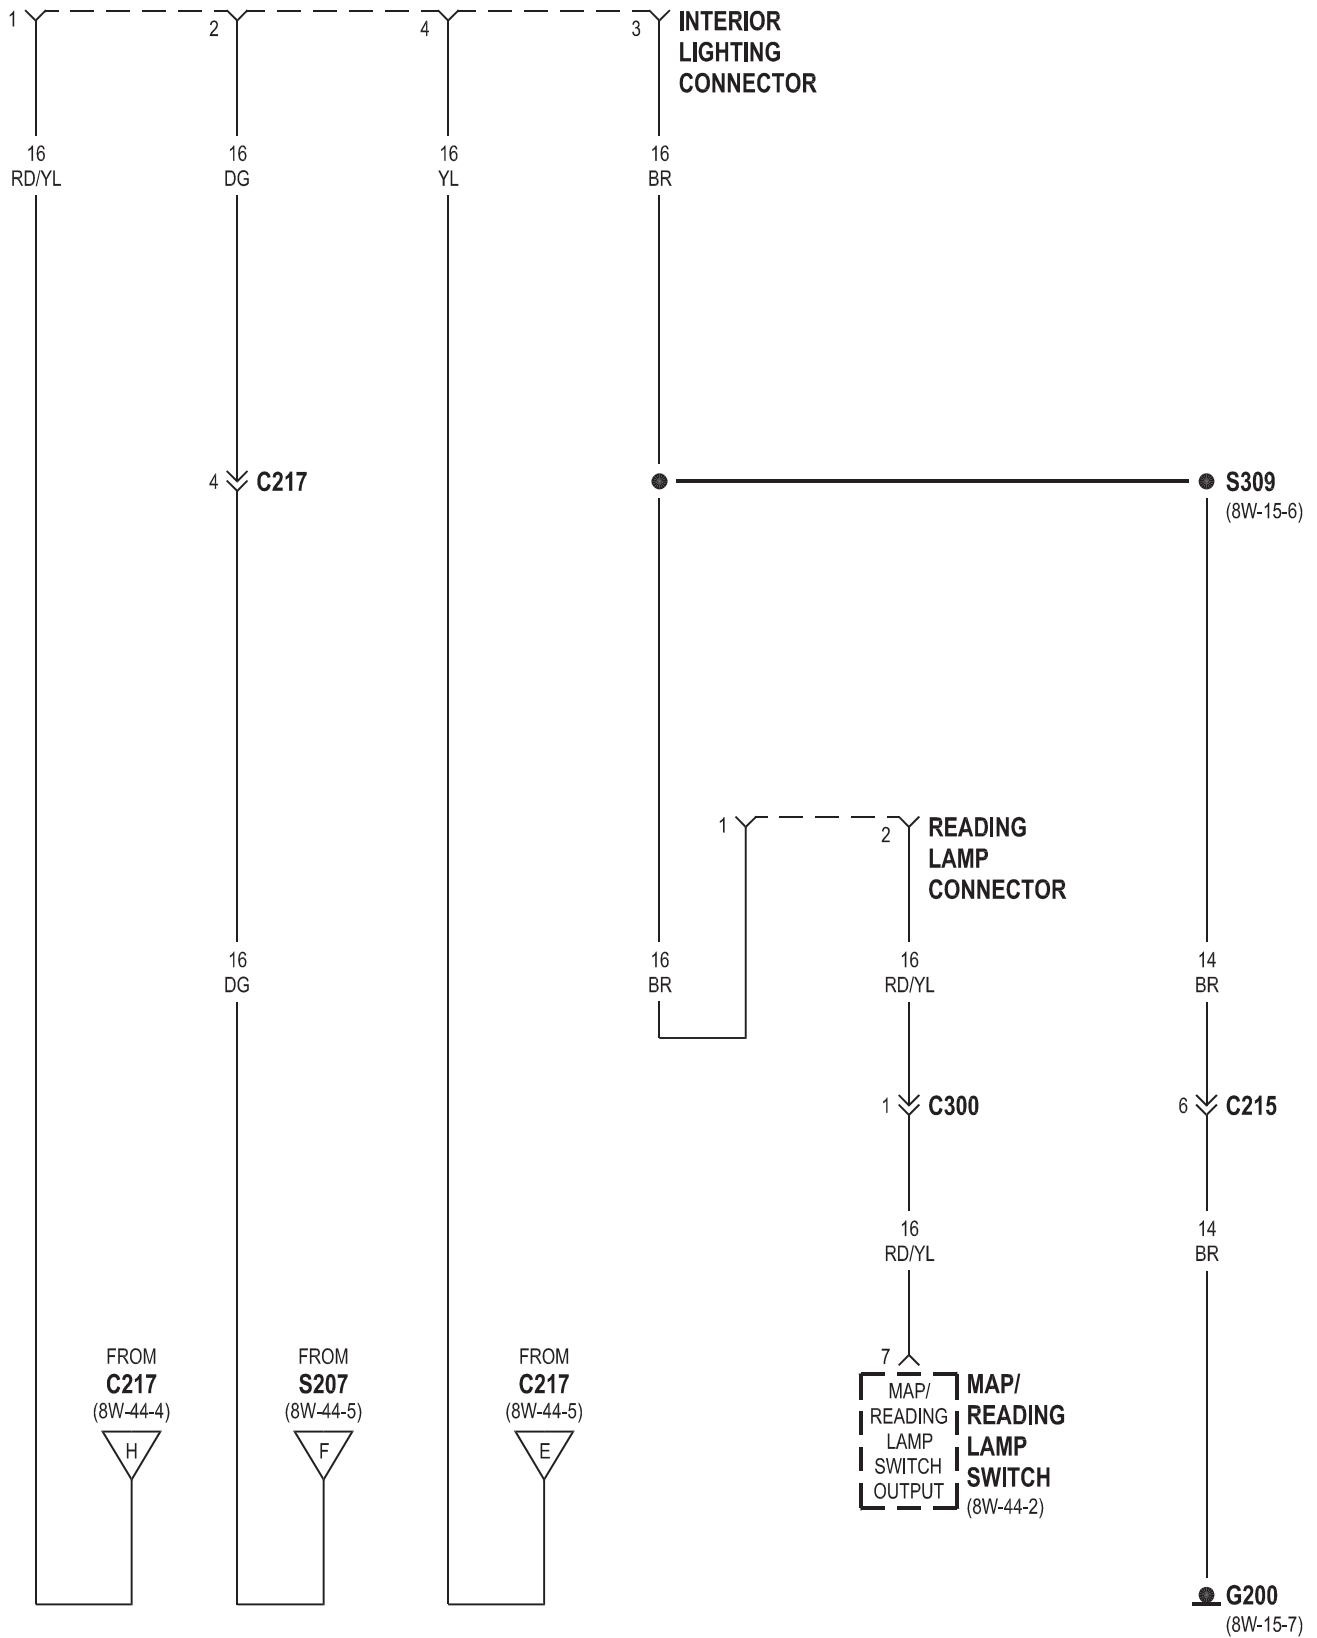 1
2
4
3
INTERIOR
LIGHTING
CONNECTOR
16
RD/YL
16
DG
16
YL
16
BR
4
C217
S309
(8W-15-6)
1
2
READING
LAMP
CONNECTOR
16
DG
16
BR
16
RD/YL
14
BR
1
C300
6
C215
16
RD/YL
14
BR
FROM
C217
(8W-44-4)
H
FROM
S207
(8W-44-5)
F
FROM
C217
(8W-44-5)
E
7
MAP/
READING
LAMP
SWITCH
OUTPUT
MAP/
READING
LAMP
SWITCH
(8W-44-2)
G200
(8W-15-7)